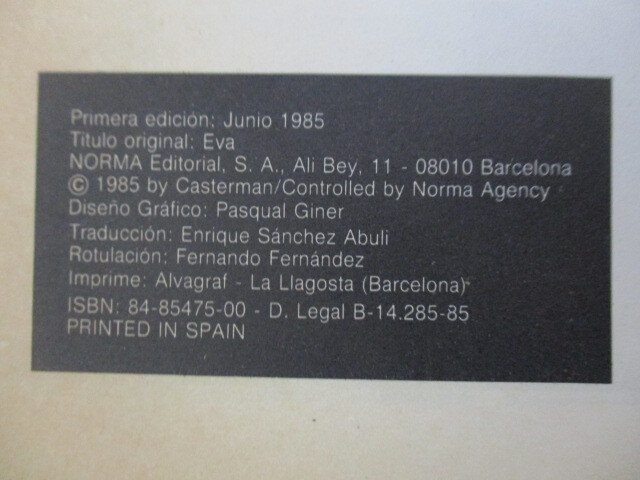 Primera edición: Junio 1985
Título original: Eva
NORMA Editorial, S. A., Ali Bey, 11 - 08010 Barcelona
© 1985 by Casterman/Controlled by Norma Agency
Diseño Gráfico: Pasqual Giner
Traducción: Enrique Sánchez Abuli
Rotulación: Fernando Fernández
Imprime: Alvagraf - La Llagosta (Barcelona)
ISBN: 84-85475-00 - D. Legal B-14.285-85
PRINTED IN SPAIN